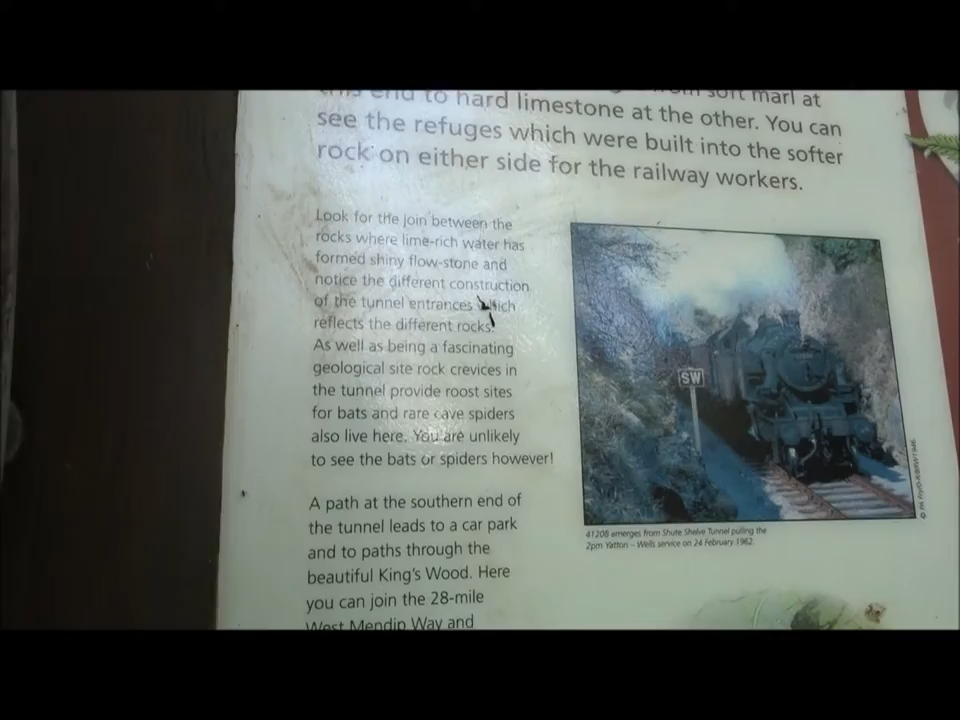 this end to hard limestone at the other. You can
see the refuges which were built into the softer
rock on either side for the railway workers.
Look for the join between the
rocks where lime-rich water has
formed shiny flow-stone and
notice the different construction
of the tunnel entrances which
reflects the different rocks.
As well as being a fascinating
geological site rock crevices in
the tunnel provide roost sites
for bats and rare cave spiders
also live here. You are unlikely
to see the bats or spiders however!
A path at the southern end of
the tunnel leads to a car park
and to paths through the
beautiful King's Wood. Here
you can join the 28-mile
West Mendip Way and
SW
41208 emerges from Shute Shelve Tunnel pulling the
2pm Yatton – Wells service on 24 February 1962.